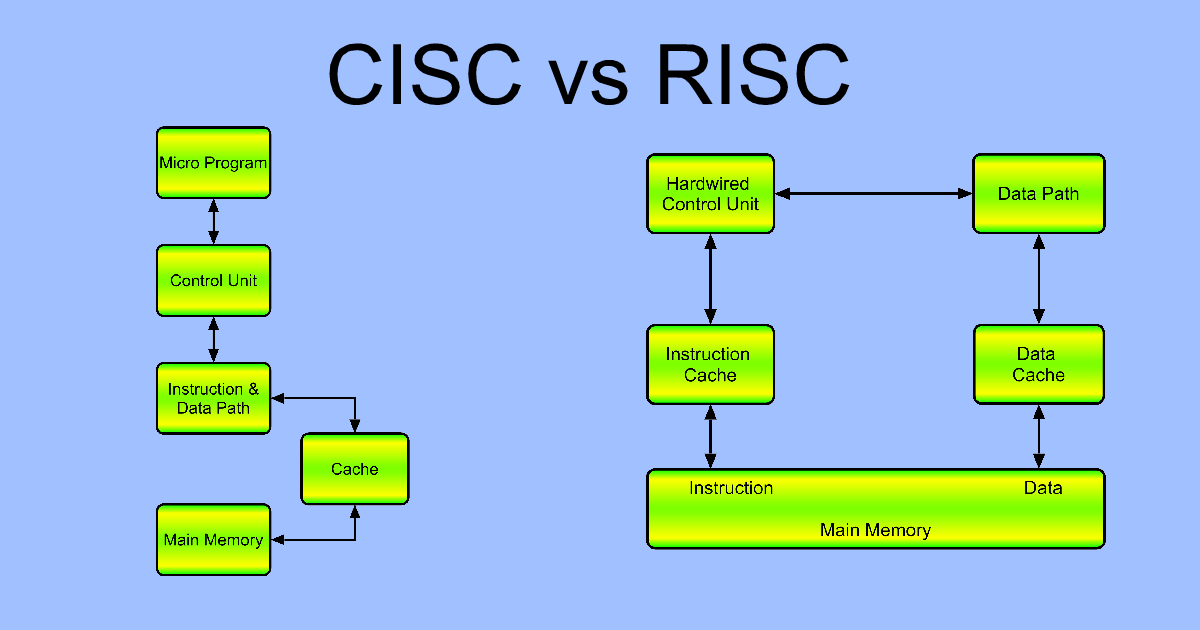 CISC vs RISC
Micro Program
Control Unit
Instruction &
Data Path
Cache
Main Memory
Hardwired
Control Unit
Data Path
Instruction
Cache
Data
Cache
Instruction
Data
Main Memory